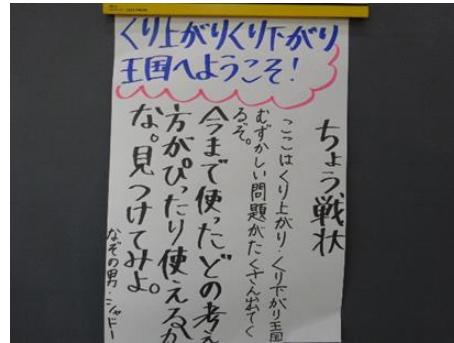 くり上がりくり下がり
王国へようこそ!
ちょう戦状
ここはくり上がり・くり下がり王国
むずかしい問題がたくさん出てく
るぞ。
今まで使ったどの考え
方がぴったり使えるか
な。見つけてみよ。
なぞの男・シャドー